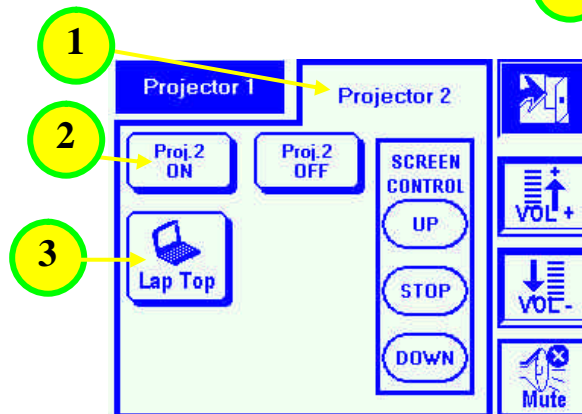 1
Projector 1
Projector 2
2
Proj.2
ON
Proj.2
OFF
SCREEN
CONTROL
UP
VOL +
3
Lap Top
STOP
VOL -
DOWN
Mute